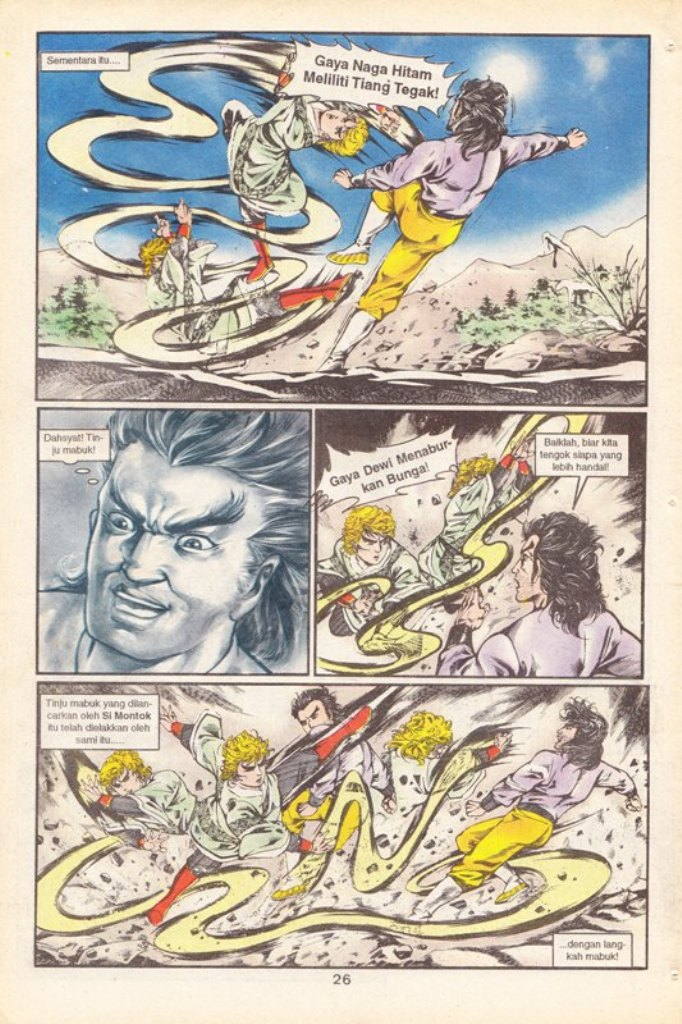 Sementara itu....
Gaya Naga Hitam
Meliliti Tiang Tegak!
Dahsyat! Tin-
ju mabuk!
Gaya Dewi Menabur-
kan Bunga!
Baiklah, biar kita
tengok siapa yang
lebih handal!
Tinju mabuk yang dilan-
carkan oleh Si Montok
itu telah dielakkan oleh
sami itu.....
...dengan lang-
kah mabuk!
26